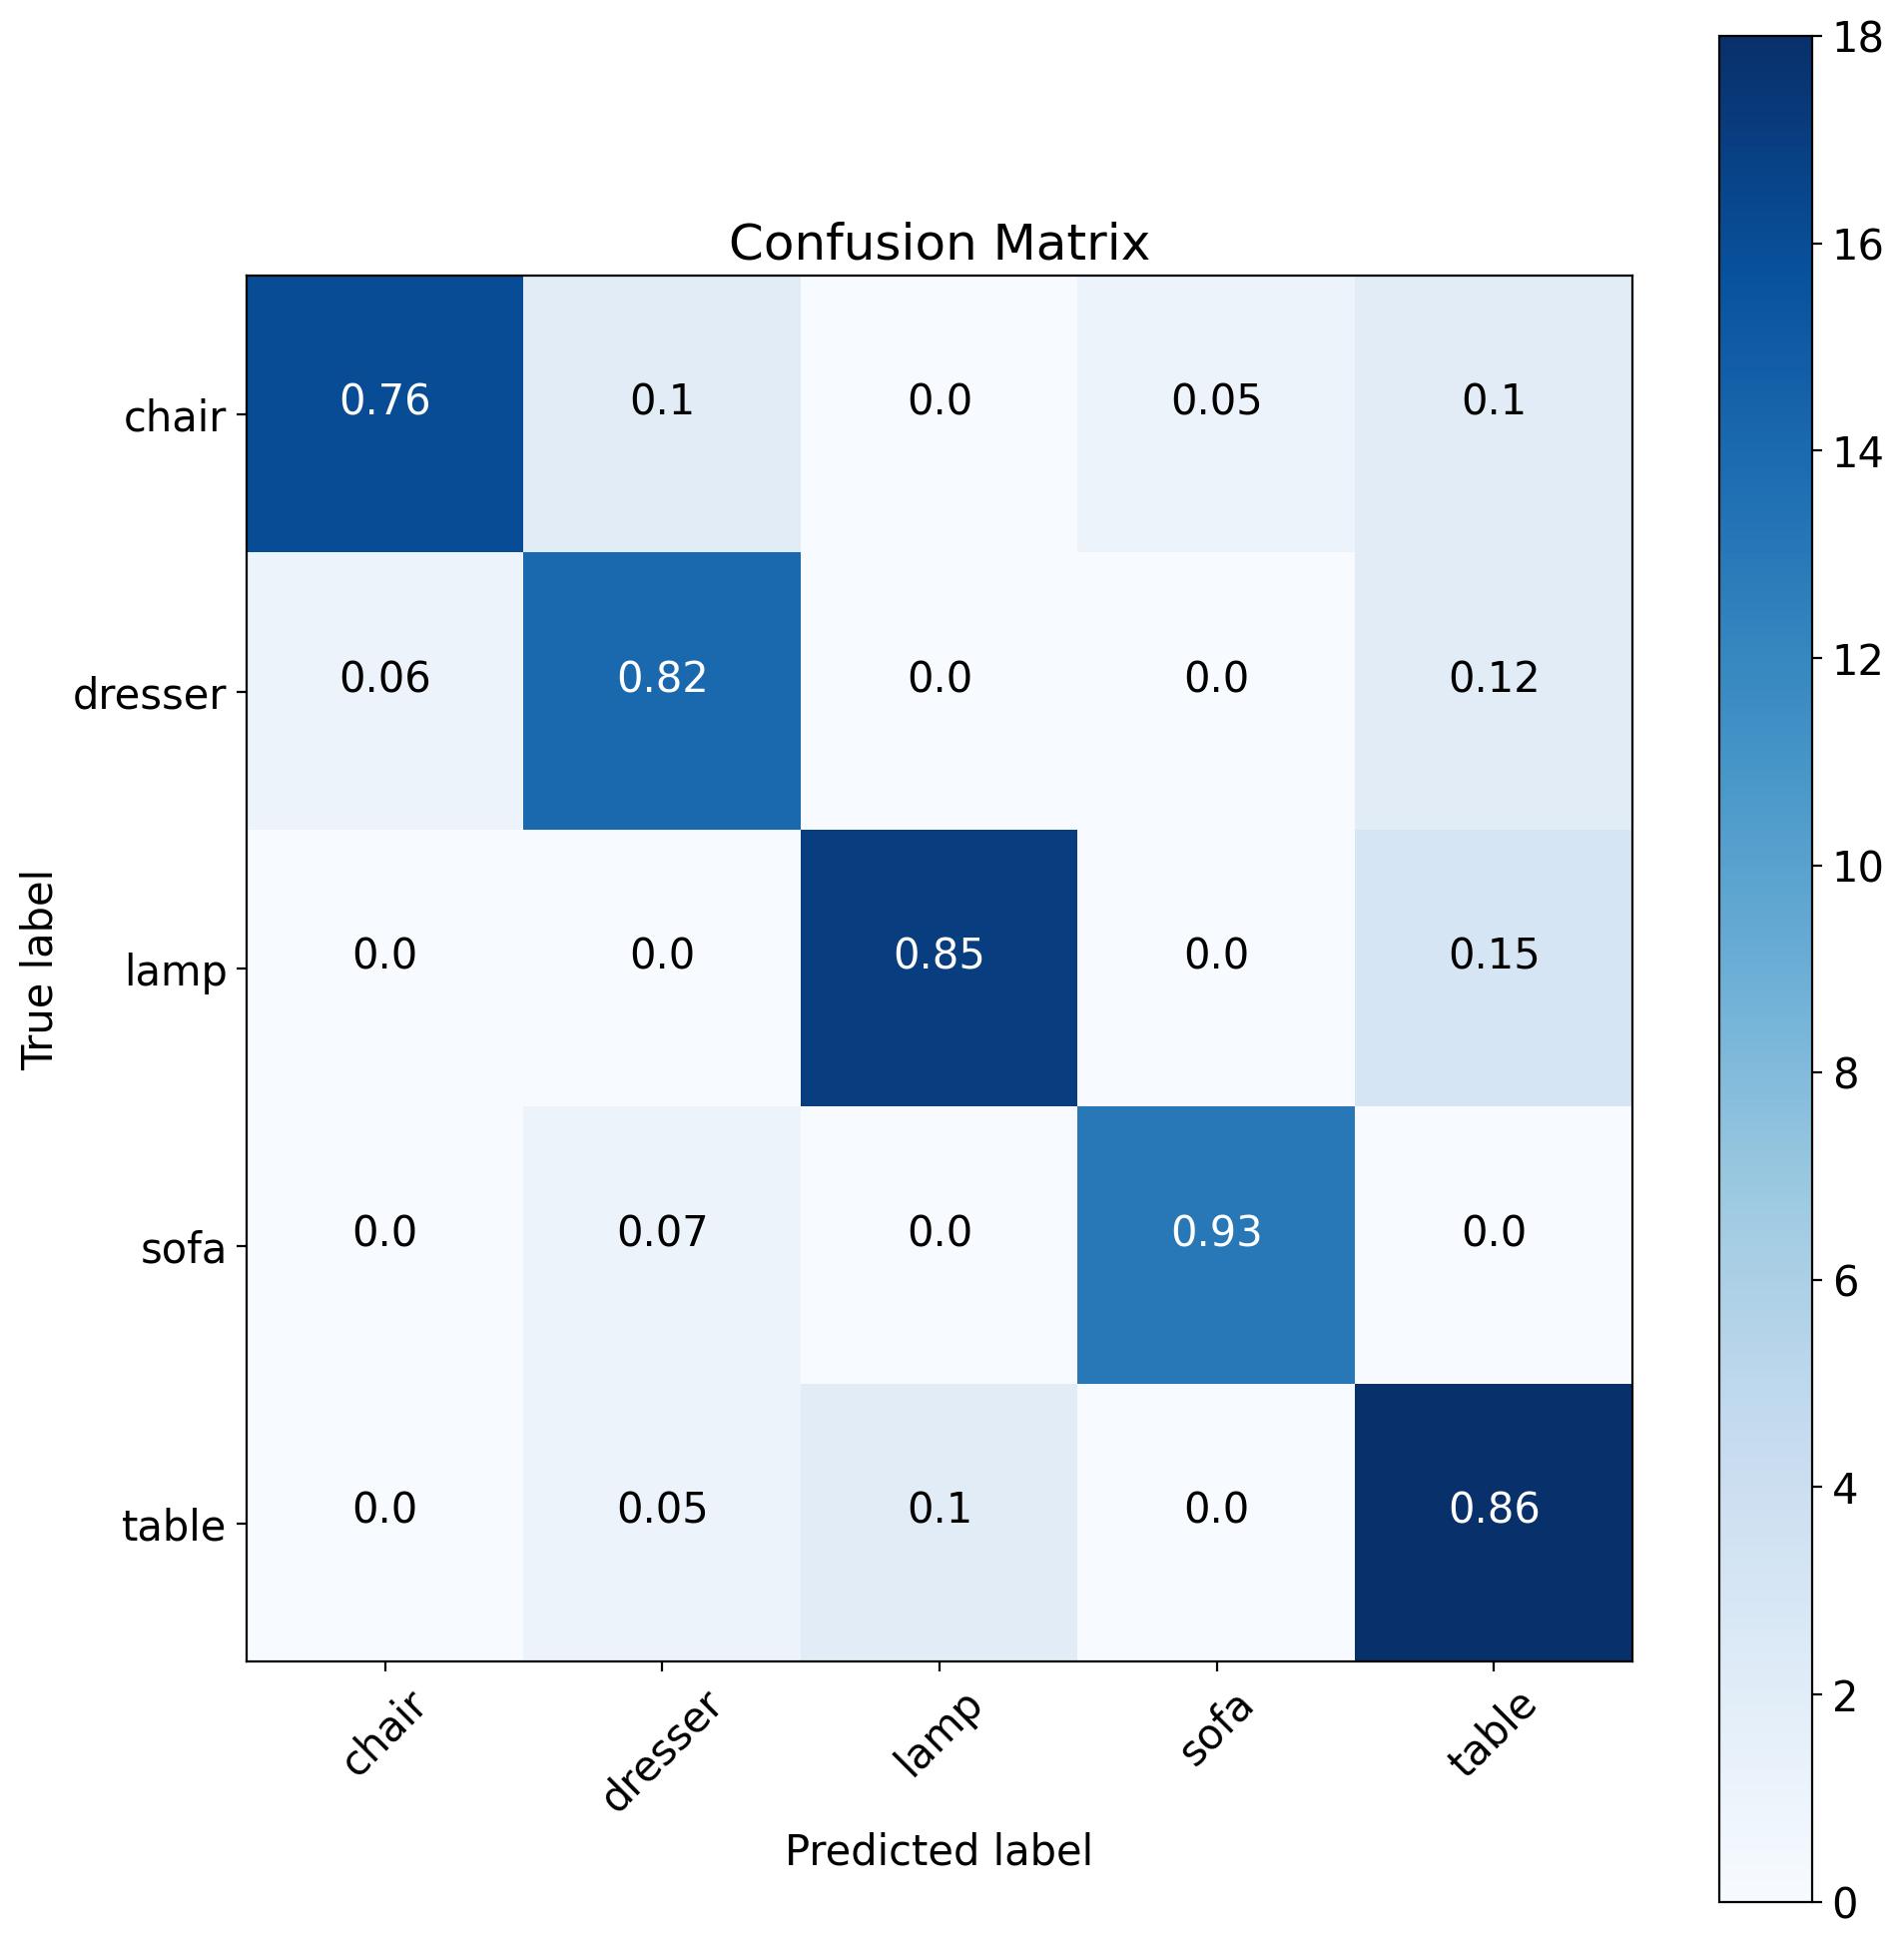 Confusion Matrix
chair 0.76 0.1 0.0 0.05 0.1
dresser 0.06 0.82 0.0 0.0 0.12
lamp 0.0 0.0 0.85 0.0 0.15
sofa 0.0 0.07 0.0 0.93 0.0
table 0.0 0.05 0.1 0.0 0.86
True label
chair dresser lamp sofa table
Predicted label
18
16
14
12
10
8
6
4
2
0